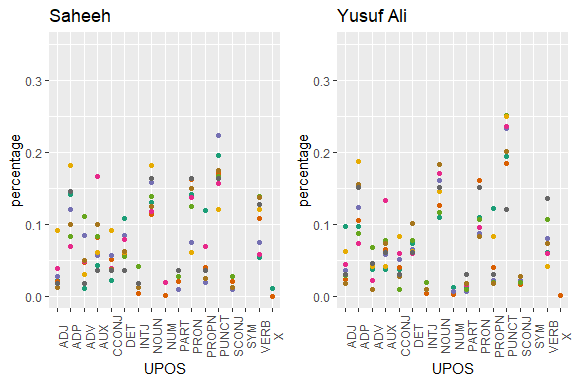 Saheeh
percentage
0.3
0.2
0.1
0.0
ADJ
ADP
ADV
AUX
CCONJ
DET
INTJ
NOUN
NUM
PART
PRON
PROPN
PUNCT
SCONJ
SYM
VERB
X
UPOS
Yusuf Ali
percentage
0.3
0.2
0.1
0.0
ADJ
ADP
ADV
AUX
CCONJ
DET
INTJ
NOUN
NUM
PART
PRON
PROPN
PUNCT
SCONJ
SYM
VERB
X
UPOS